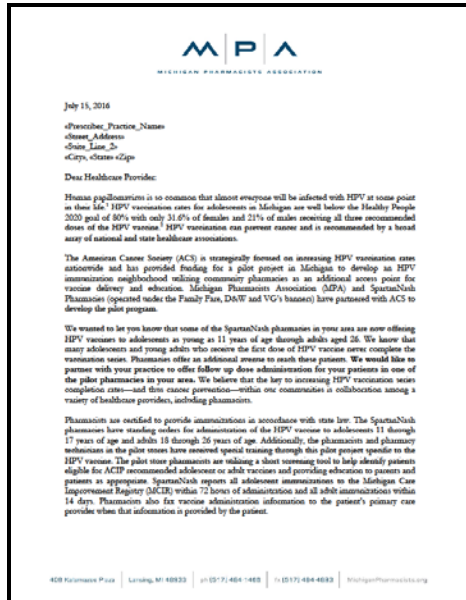 M P A
MICHIGAN PHARMACISTS ASSOCIATION
July 15, 2016
«Prescriber_Practice_Name»
«Street_Address»
«Suite_Line_2»
«City», «State» «Zip»
Dear Healthcare Provider:
Human papillomavirus is so common that almost everyone will be infected with HPV at some point
in their life.¹ HPV vaccination rates for adolescents in Michigan are well below the Healthy People
2020 goal of 80% with only 31.6% of females and 21% of males receiving all three recommended
doses of the HPV vaccine. HPV vaccination can prevent cancer and is recommended by a broad
array of national and state healthcare associations.
The American Cancer Society (ACS) is strategically focused on increasing HPV vaccination rates
nationwide and has provided funding for a pilot project in Michigan to develop an HPV
immunization neighborhood utilizing community pharmacies as an additional access point for
vaccine delivery and education. Michigan Pharmacists Association (MPA) and SpartanNash
Pharmacies (operated under the Family Fare, D&W and VG's banners) have partnered with ACS to
develop the pilot program.
We wanted to let you know that some of the SpartanNash pharmacies in your area are now offering
HPV vaccines to adolescents as young as 11 years of age through adults aged 26. We know that
many adolescents and young adults who receive the first dose of HPV vaccine never complete the
vaccination series. Pharmacies offer an additional avenue to reach these patients. We would like to
partner with your practice to offer follow up dose administration for your patients in one of
the pilot pharmacies in your area. We believe that the key to increasing HPV vaccination series
completion rates—and thus cancer prevention—within our communities is collaboration among a
variety of healthcare providers, including pharmacists.
Pharmacists are certified to provide immunizations in accordance with state law. The SpartanNash
pharmacies have standing orders for administration of the HPV vaccine to adolescents 11 through
17 years of age and adults 18 through 26 years of age. Additionally, the pharmacists and pharmacy
technicians in the pilot stores have received special training through this pilot project specific to the
HPV vaccine. The pilot store pharmacies are utilizing a short screening tool to help identify patients
eligible for ACIP recommended adolescent or adult vaccines and providing education to parents and
patients as appropriate. SpartanNash reports all adolescent immunizations to the Michigan Care
Improvement Registry (MCIR) within 72 hours of administration and all adult immunizations within
14 days. Pharmacists also fax vaccine administration information to the patient's primary care
provider when that information is provided by the patient.
408 Kalamazoo Plaza | Lansing, MI 48933 | ph (517) 484-1466 | fx (517) 484-4893 | MichiganPharmacists.org